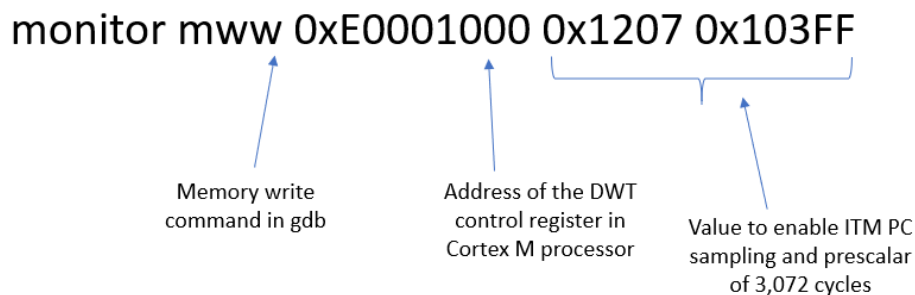 monitor mww 0xE0001000 0x1207 0x103FF
Memory write
command in gdb
Address of the DWT
control register in
Cortex M processor
Value to enable ITM PC
sampling and prescalar
of 3,072 cycles